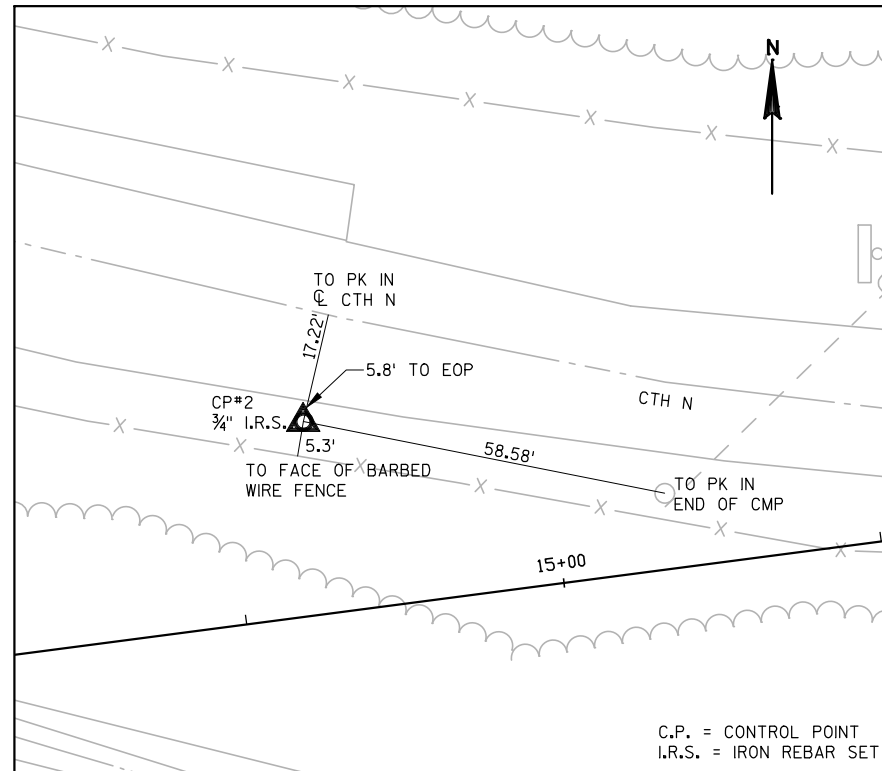 N
TO PK IN
℄ CTH N
17.22'
5.8' TO EOP
CP#2
¾" I.R.S.
5.3'
TO FACE OF BARBED
WIRE FENCE
58.58'
CTH N
TO PK IN
END OF CMP
15+00
C.P. = CONTROL POINT
I.R.S. = IRON REBAR SET